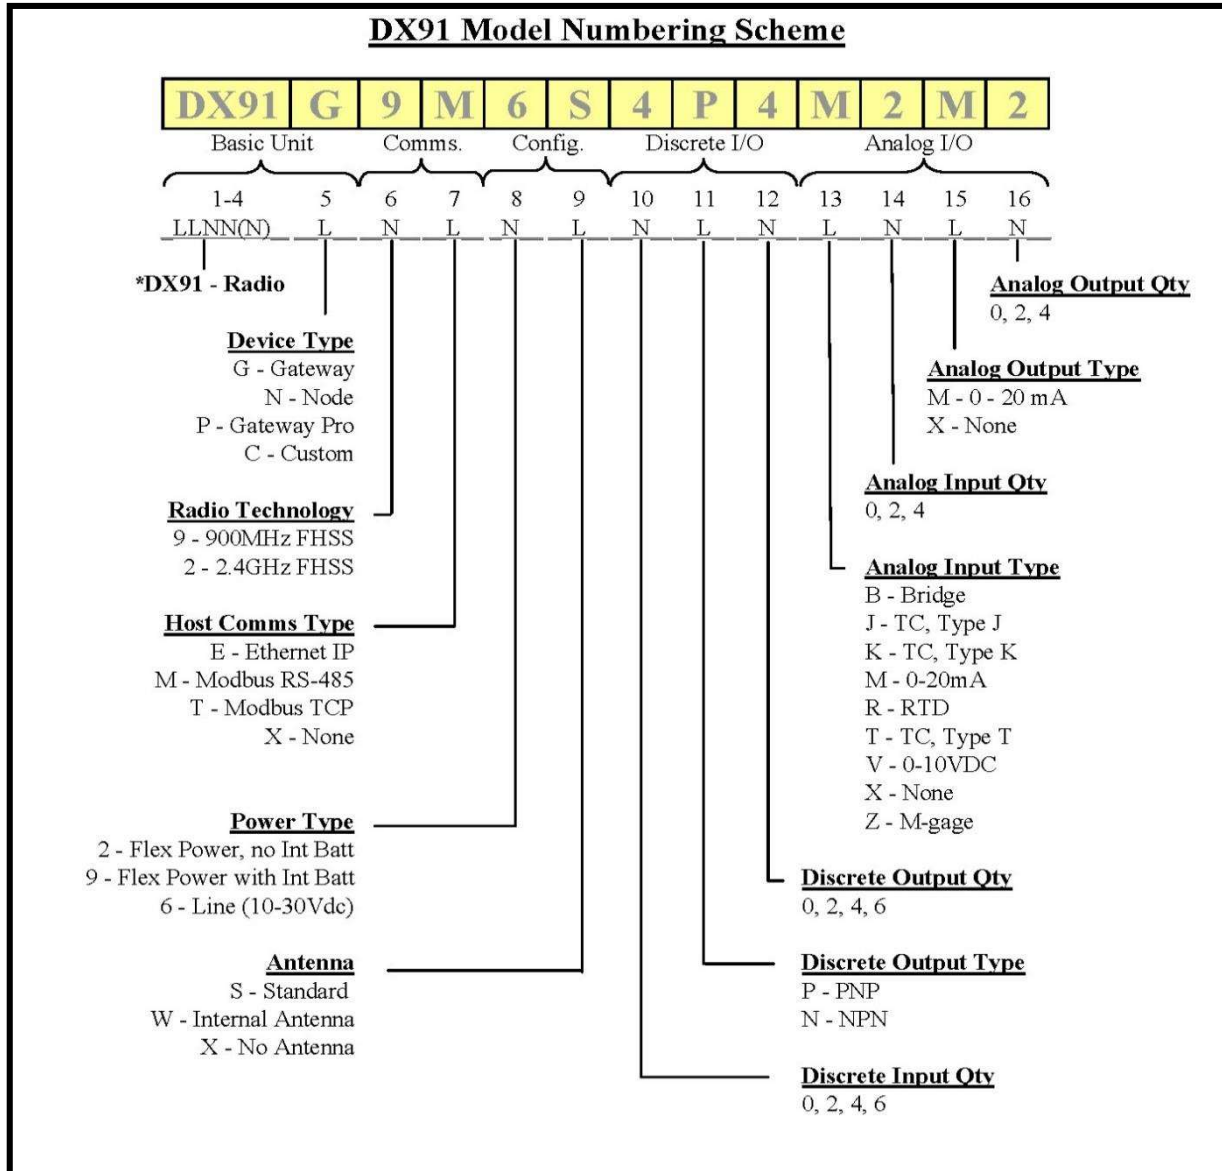 DX91 Model Numbering Scheme
DX91 G 9 M 6 S 4 P 4 M 2 M 2
Basic Unit Comms. Config. Discrete I/O Analog I/O
1-4 5 6 7 8 9 10 11 12 13 14 15 16
LLNN(N) L N L N L N L N L N L N
*DX91 - Radio
Device Type
G - Gateway
N - Node
P - Gateway Pro
C - Custom
Radio Technology
9 - 900MHz FHSS
2 - 2.4GHz FHSS
Host Comms Type
E - Ethernet IP
M - Modbus RS-485
T - Modbus TCP
X - None
Power Type
2 - Flex Power, no Int Batt
9 - Flex Power with Int Batt
6 - Line (10-30Vdc)
Antenna
S - Standard
W - Internal Antenna
X - No Antenna
Analog Output Qty
0, 2, 4
Analog Output Type
M - 0 - 20 mA
X - None
Analog Input Qty
0, 2, 4
Analog Input Type
B - Bridge
J - TC, Type J
K - TC, Type K
M - 0-20mA
R - RTD
T - TC, Type T
V - 0-10VDC
X - None
Z - M-gage
Discrete Output Qty
0, 2, 4, 6
Discrete Output Type
P - PNP
N - NPN
Discrete Input Qty
0, 2, 4, 6